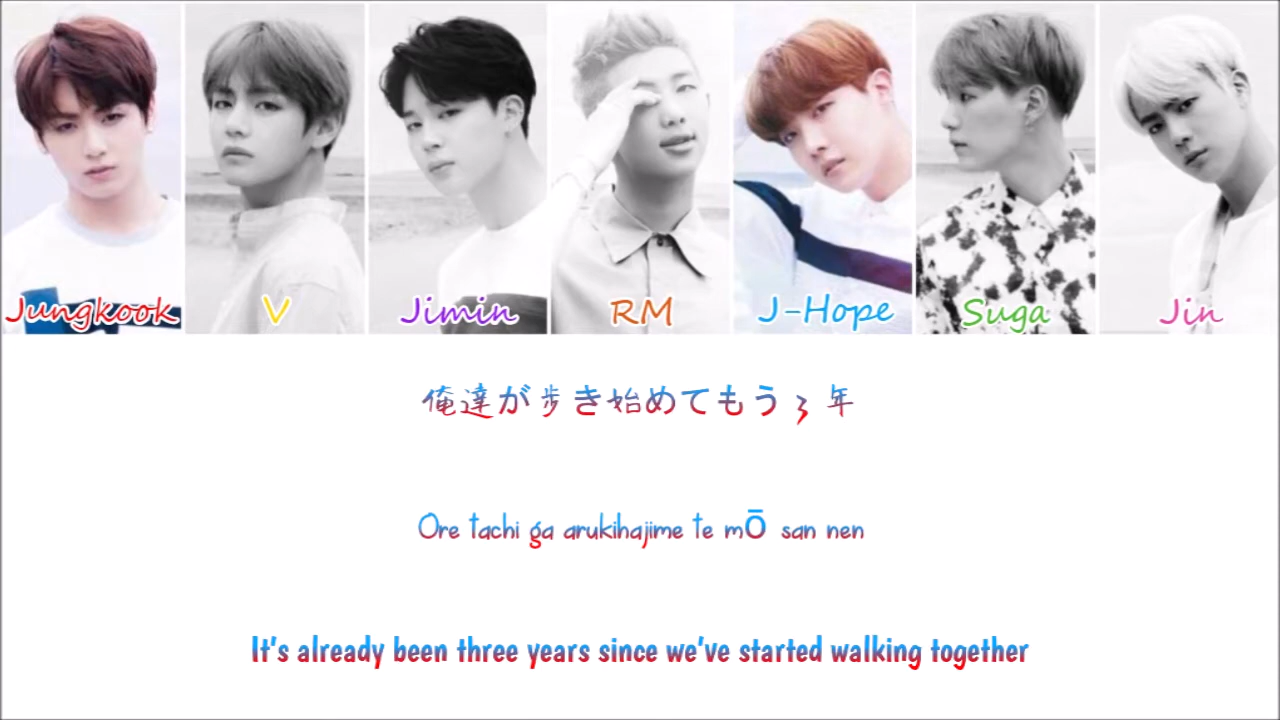 Jungkook V Jimin RM J-Hope Suga Jin
俺達が歩き始めてもう3年
Ore tachi ga arukihajime te mō san nen
It's already been three years since we've started walking together